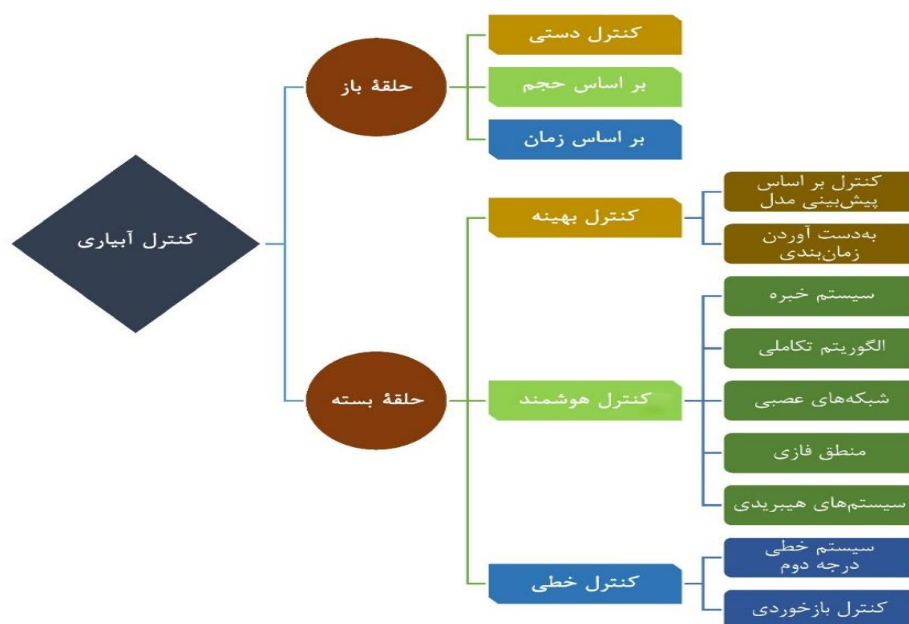 کنترل آبیاری
حلقهٔ باز
کنترل دستی
بر اساس حجم
بر اساس زمان
حلقهٔ بسته
کنترل بهینه
کنترل بر اساس
پیش‌بینی مدل
به‌دست آوردن
زمان‌بندی
کنترل هوشمند
سیستم خبره
الگوریتم تکاملی
شبکه‌های عصبی
منطق فازی
سیستم‌های هیبریدی
کنترل خطی
سیستم خطی
درجه دوم
کنترل بازخوردی